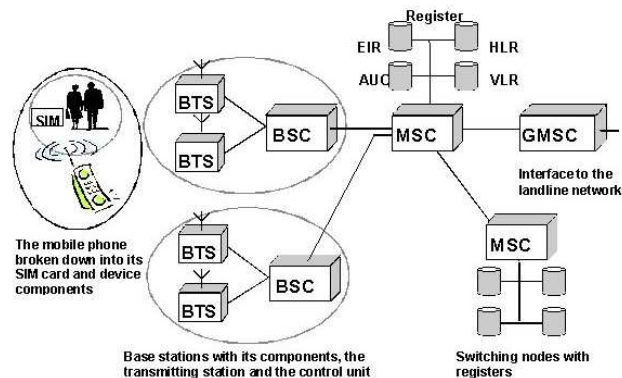 Register
EIR
HLR
AUC
VLR
SIM
BTS
BTS
BSC
MSC
GMSC
Interface to the
landline network
The mobile phone
broken down into its
SIM card and device
components
BTS
BTS
BSC
MSC
Base stations with its components, the
transmitting station and the control unit
Switching nodes with
registers